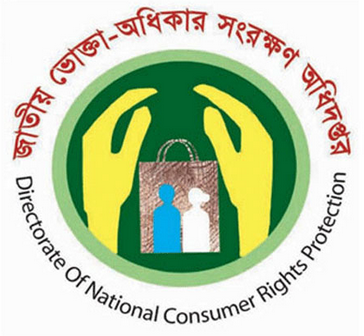 জাতীয় ভোক্তা-অধিকার সংরক্ষণ অধিদপ্তর
Directorate Of National Consumer Rights Protection